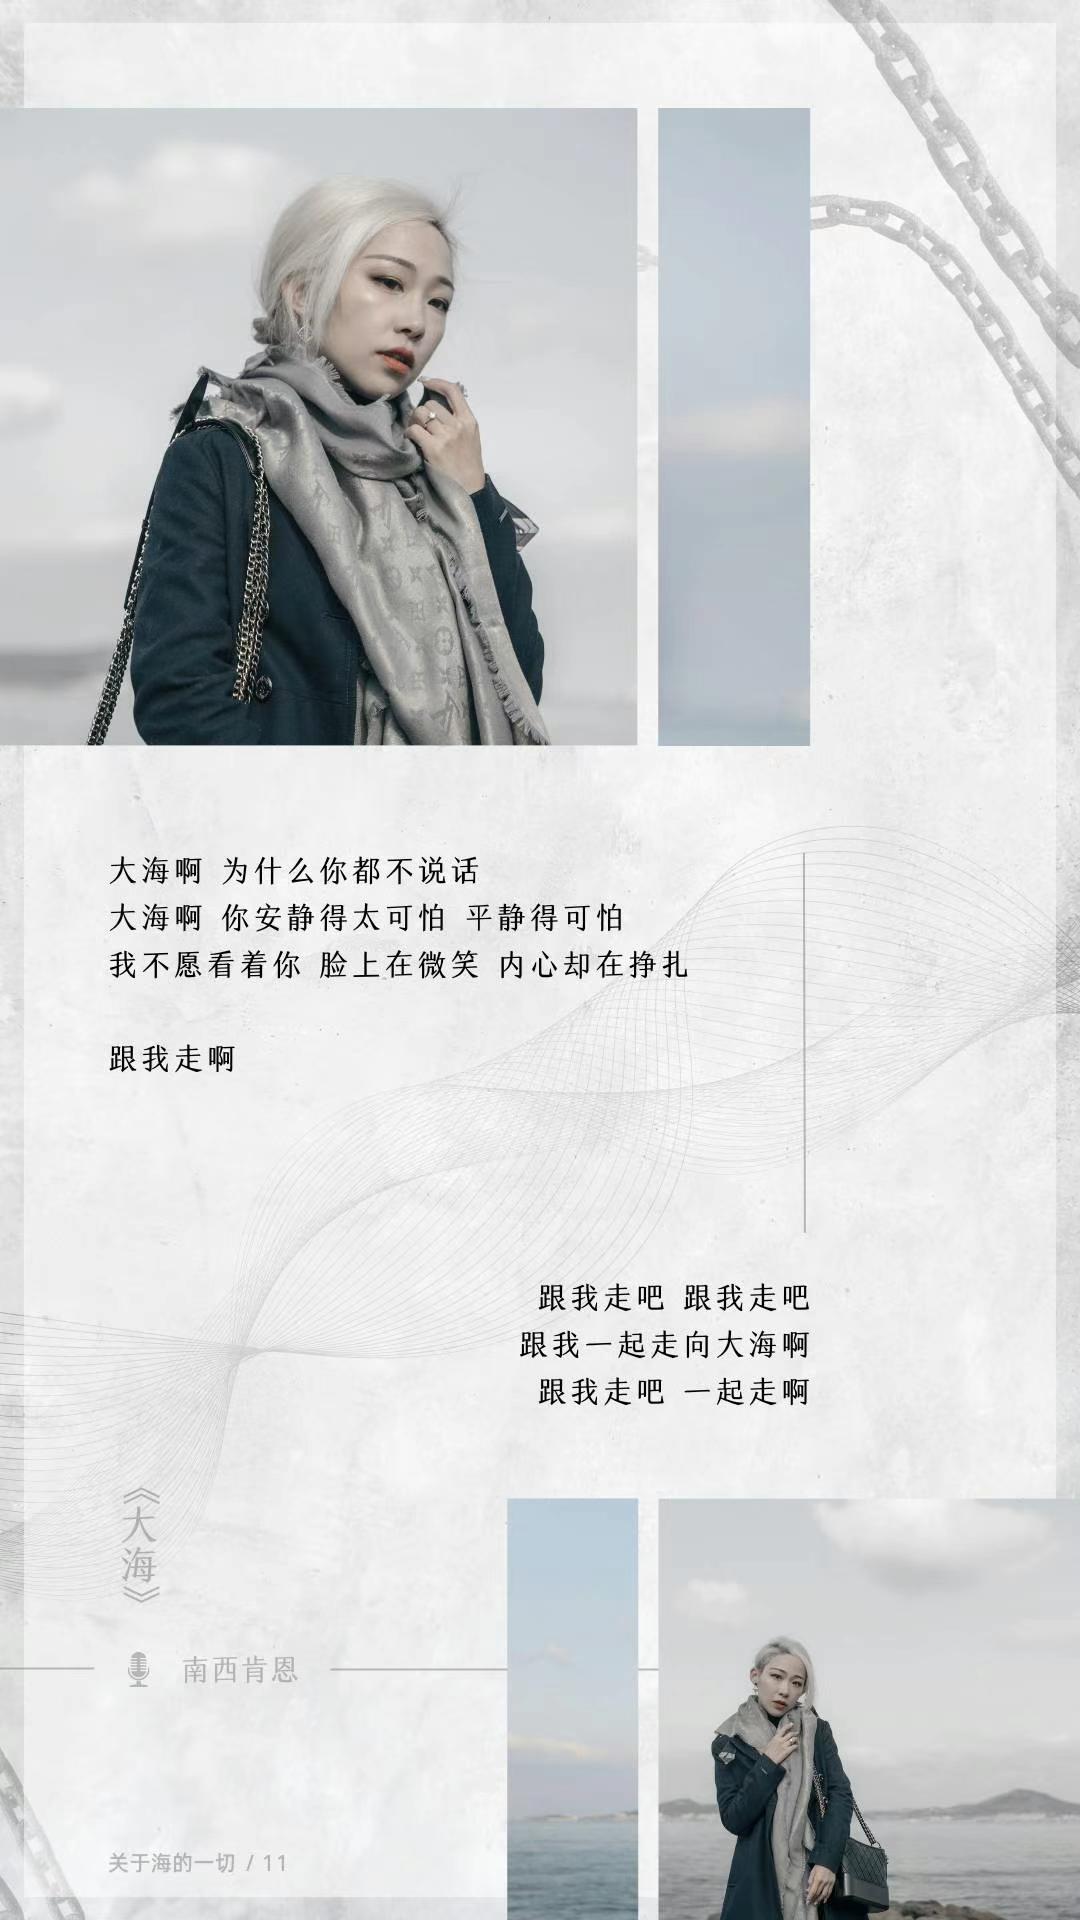 大海啊 为什么你都不说话
大海啊 你安静得太可怕 平静得可怕
我不愿看着你 脸上在微笑 内心却在挣扎
跟我走啊
跟我走吧 跟我走吧
跟我一起走向大海啊
跟我走吧 一起走啊
《大海》
南西肯恩
关于海的一切 / 11